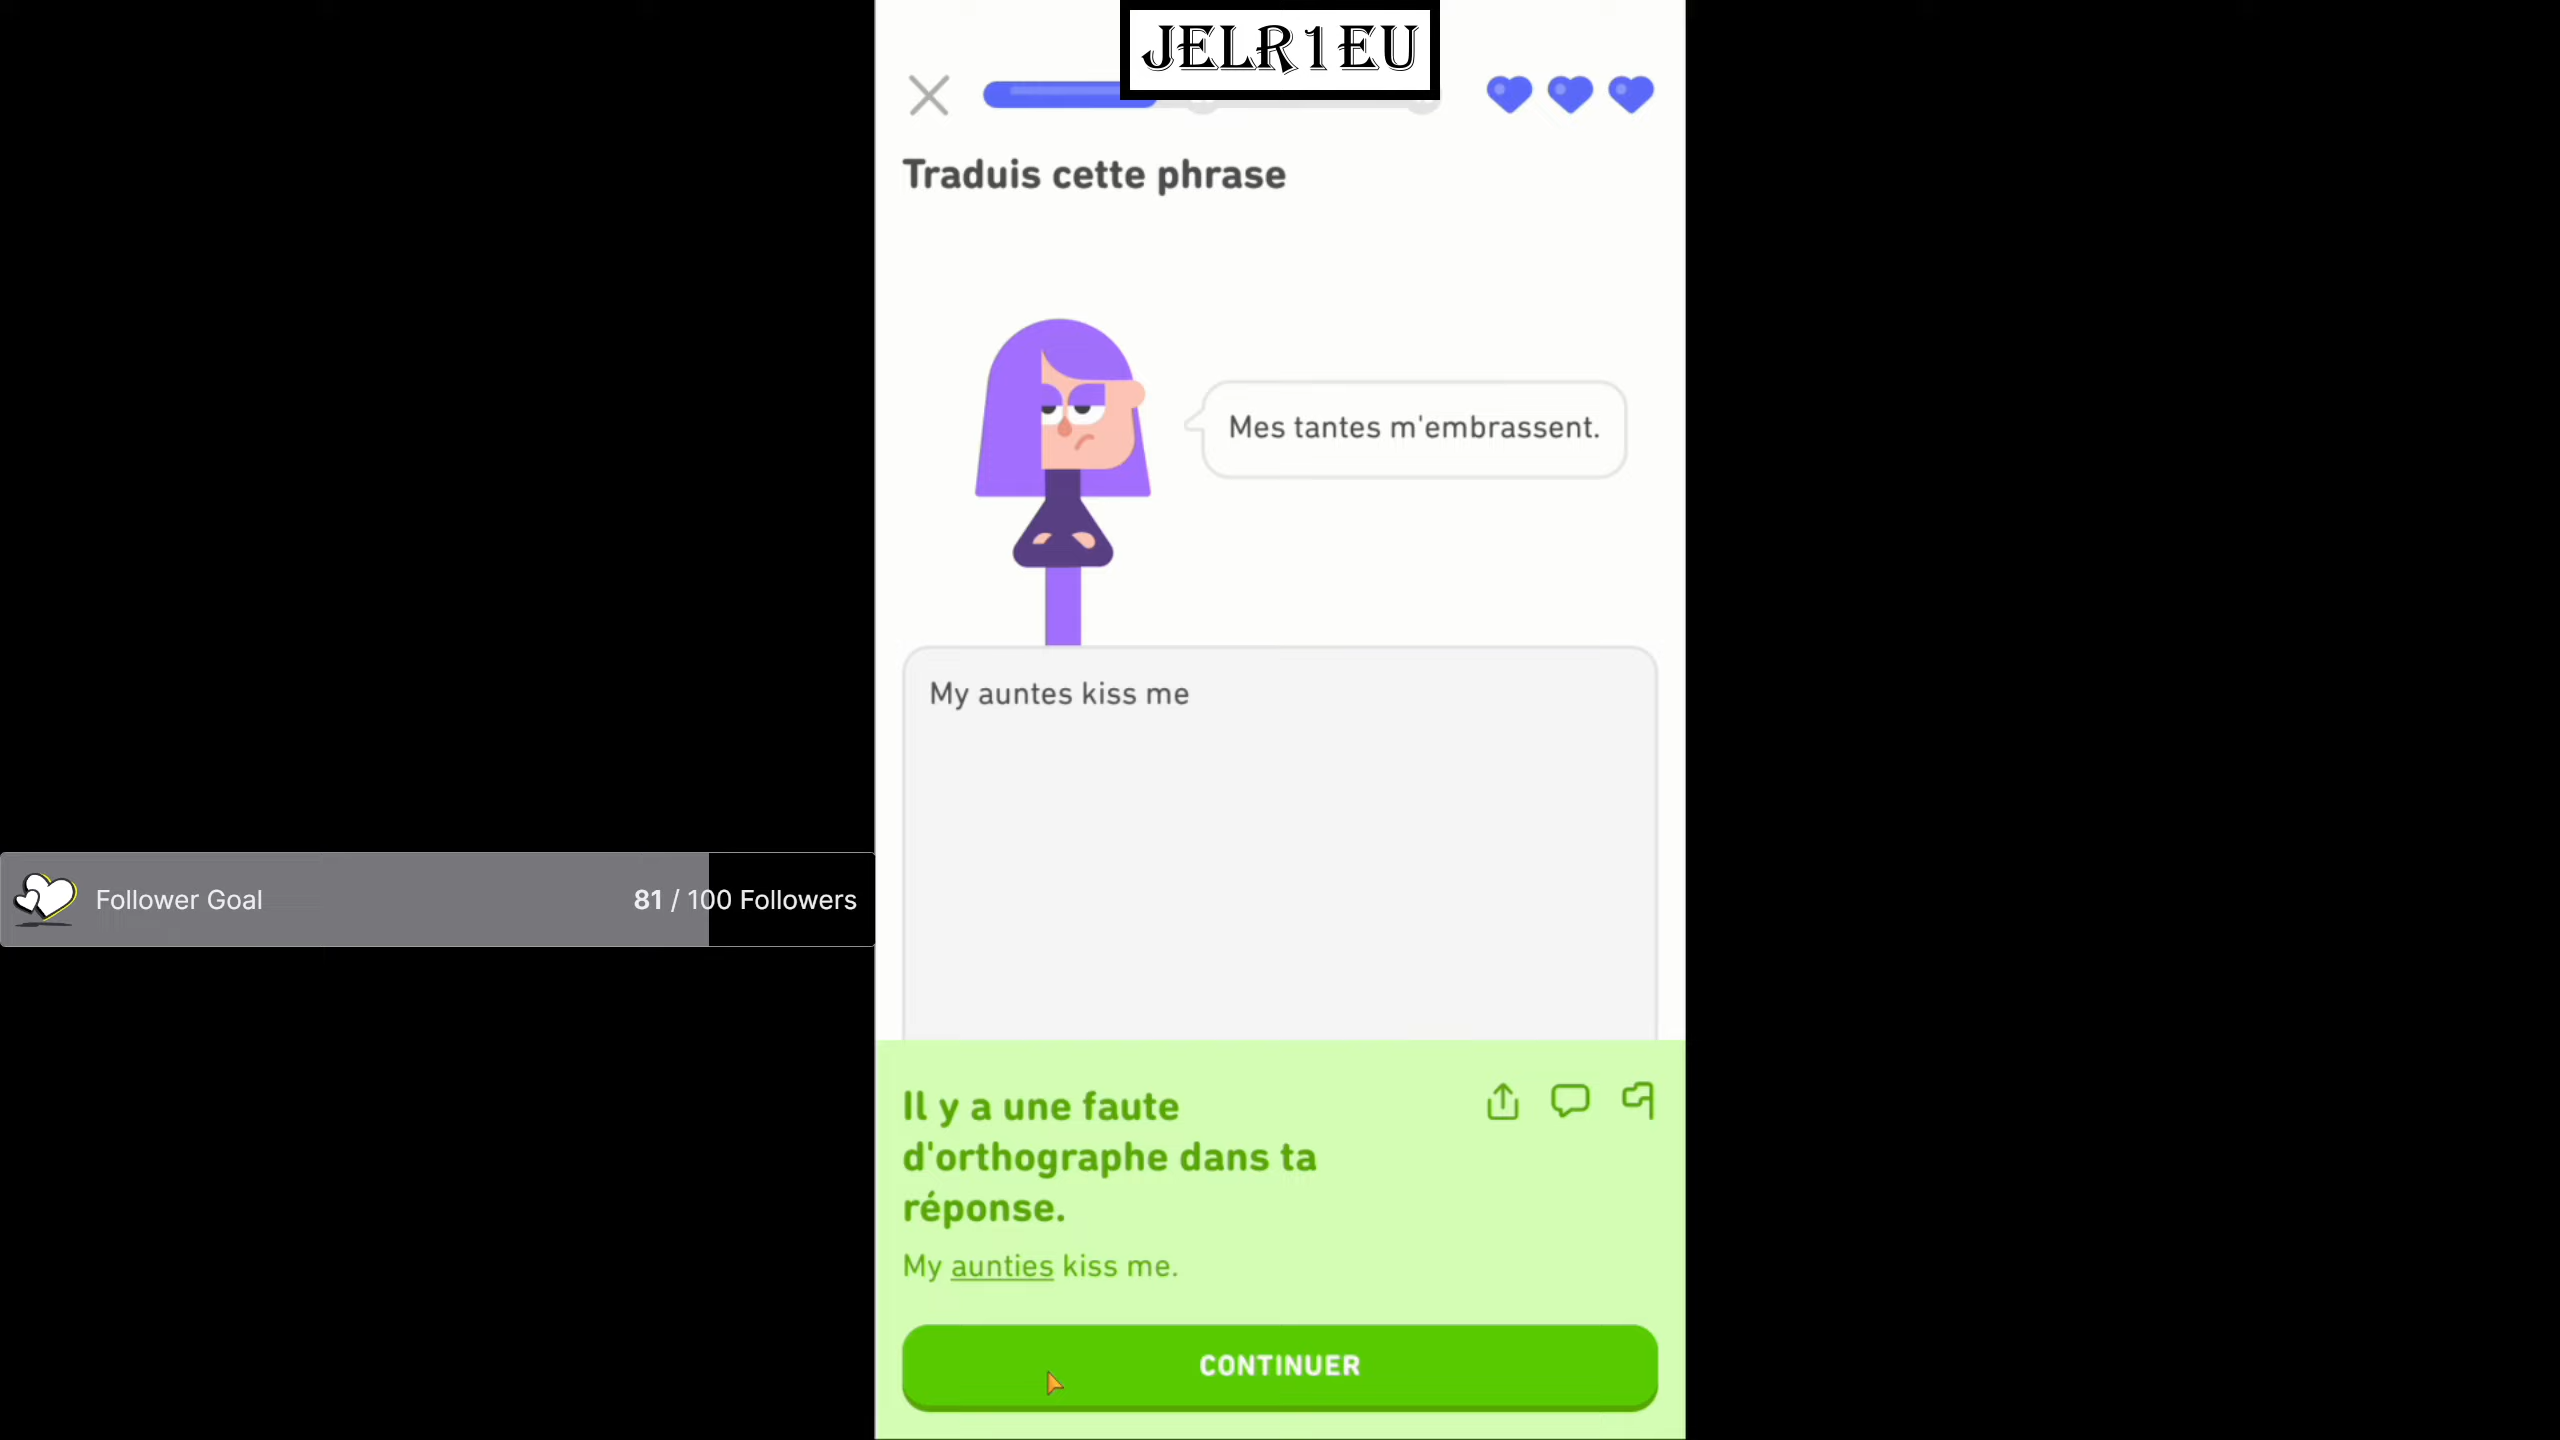 JELR1EU
Traduis cette phrase
Mes tantes m'embrassent.
My auntes kiss me
Follower Goal 81 / 100 Followers
Il y a une faute
d'orthographe dans ta
réponse.
My aunties kiss me.
CONTINUER